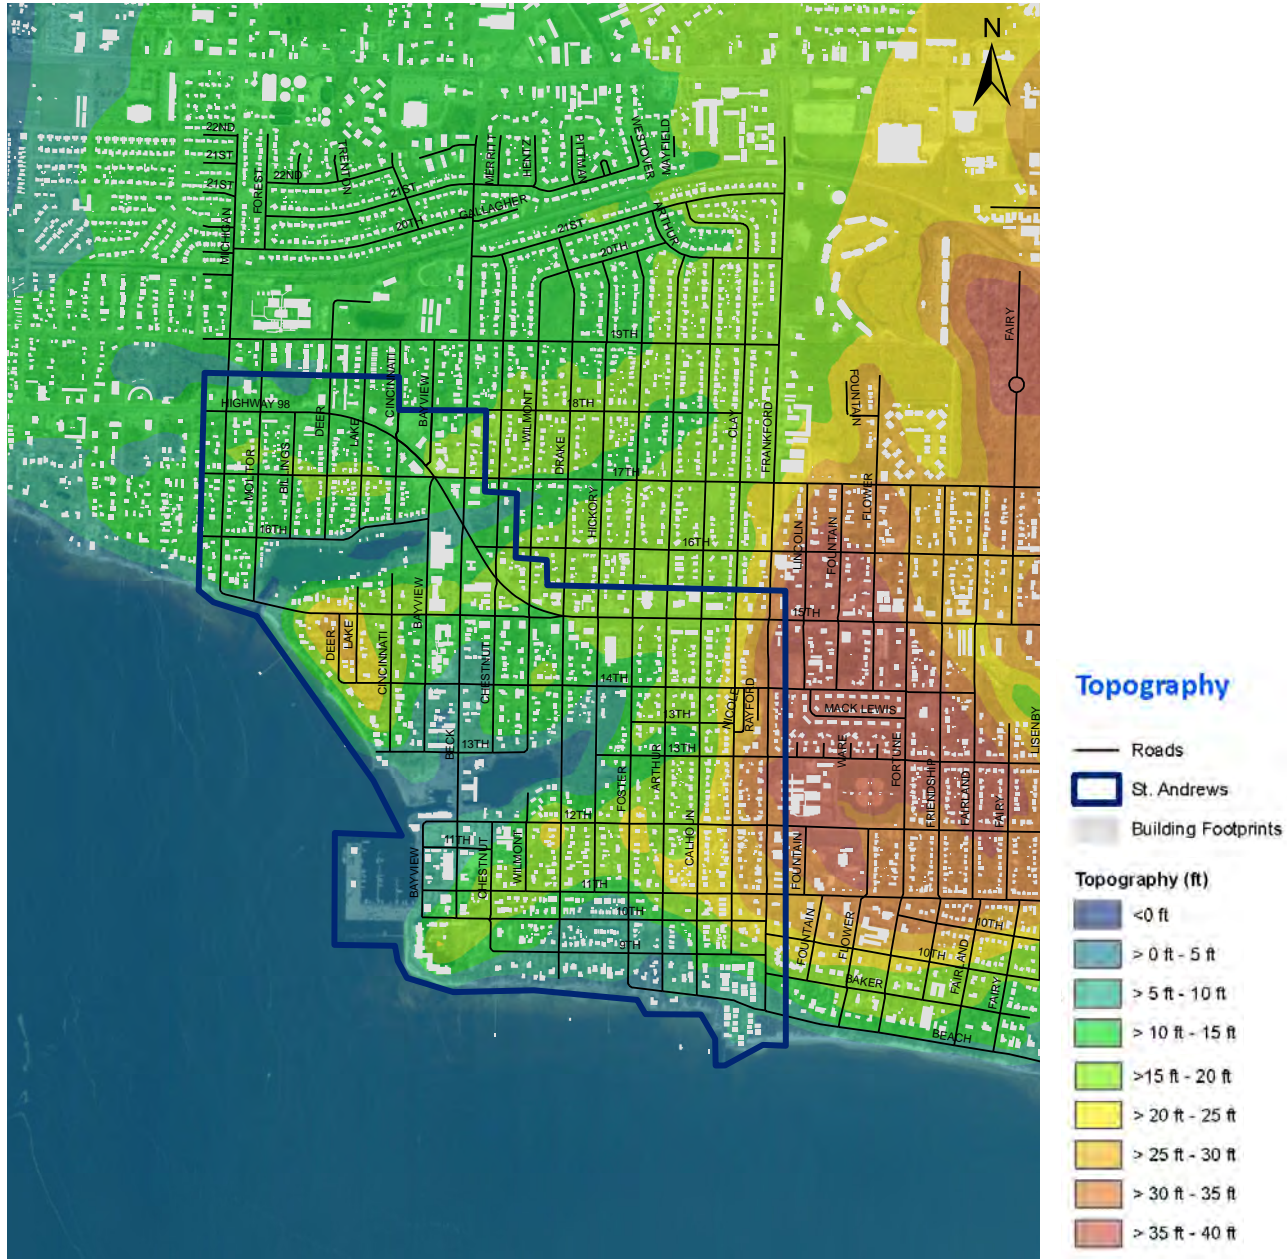 N
22ND
21ST
21ST
22ND
TRENTON
FOREST
MICHIGAN
21ST
20TH
GALLAGHER
MERRITT
HENTZ
PITTMAN
WESTOVER
MAYFIELD
21ST
20TH
ARTHUR
19TH
FAIRY
HIGHWAY 98
DEER
LAKE
CINCINNATI
BAYVIEW
WILMONT
18TH
DRAKE
CLAY
FRANKFORD
FOUNTAIN
MOLITOR
BILLINGS
17TH
HICKORY
FLOWER
16TH
16TH
LINCOLN
FOUNTAIN
15TH
BAYVIEW
DEER
LAKE
CINCINNATI
CHESTNUT
14TH
NICOLE
RAYFORD
MACK LEWIS
13TH
13TH
13TH
BECK
WARE
FORTUNE
LISENBY
FOSTER
ARTHUR
FRIENDSHIP
FAIRLAND
FAIRY
12TH
CALHOUN
11TH
BAYVIEW
CHESTNUT
WILMONT
11TH
FOUNTAIN
10TH
9TH
FOUNTAIN
FLOWER
10TH
10TH
FAIRLAND
FAIRY
BAKER
BEACH
Topography
Roads
St. Andrews
Building Footprints
Topography (ft)
<0 ft
> 0 ft - 5 ft
> 5 ft - 10 ft
> 10 ft - 15 ft
>15 ft - 20 ft
> 20 ft - 25 ft
> 25 ft - 30 ft
> 30 ft - 35 ft
> 35 ft - 40 ft